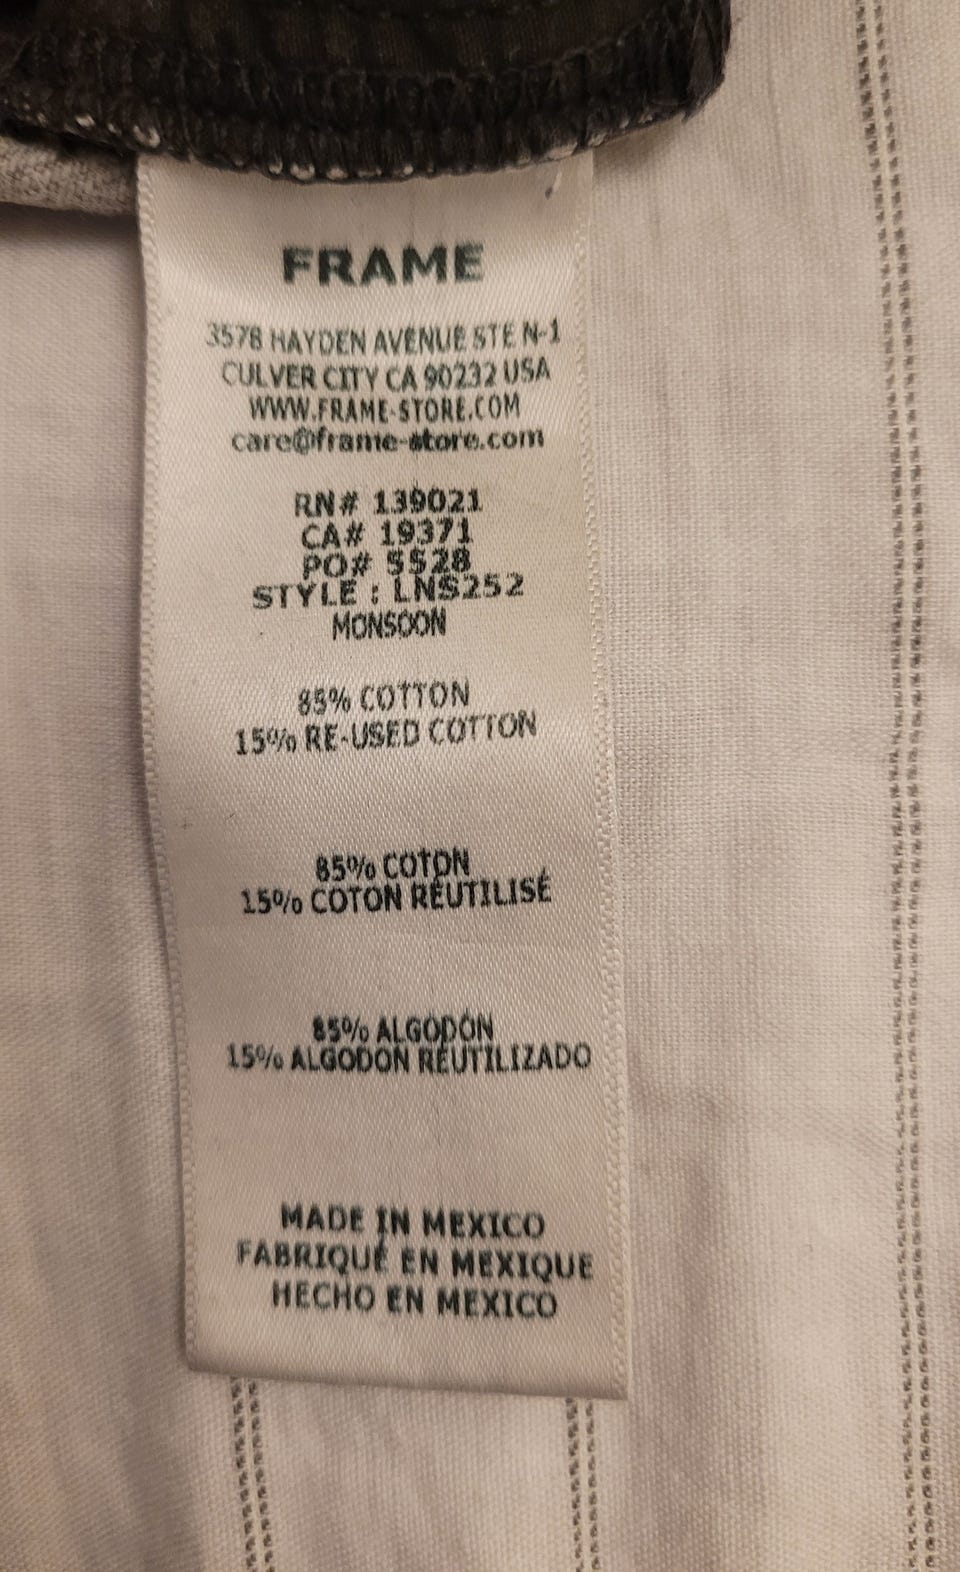 FRAME
3578 HAYDEN AVENUE STE N-1
CULVER CITY CA 90232 USA
WWW.FRAME-STORE.COM
care@frame-store.com
RN# 139021
CA# 19371
PO# 5528
STYLE : LNS252
MONSOON
85% COTTON
15% RE-USED COTTON
85% COTON
15% COTON RÉUTILISÉ
85% ALGODÓN
15% ALGODON REUTILIZADO
MADE IN MEXICO
FABRIQUÉ EN MEXIQUE
HECHO EN MEXICO